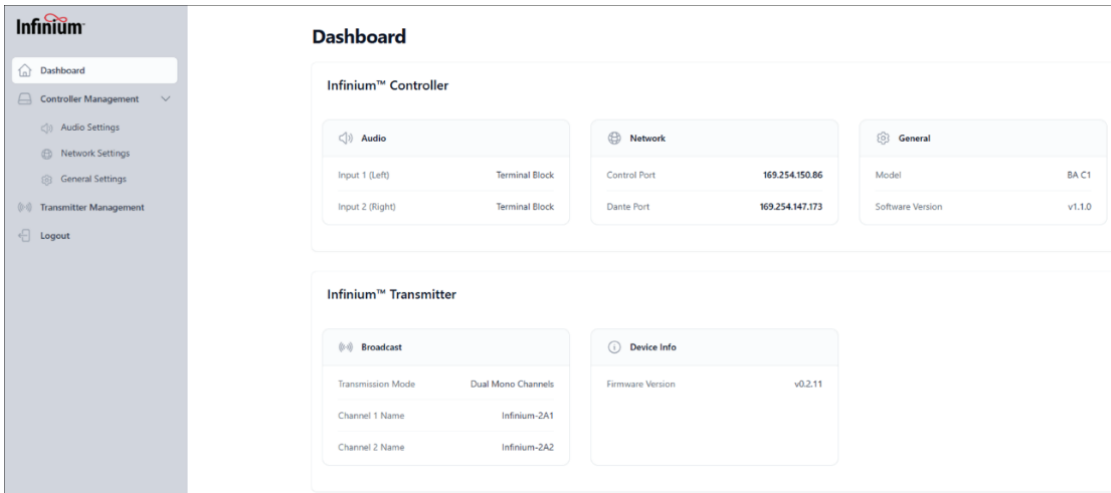 Infinium™
Dashboard
Controller Management
Audio Settings
Network Settings
General Settings
Transmitter Management
Logout
Dashboard
Infinium™ Controller
Audio
Input 1 (Left) Terminal Block
Input 2 (Right) Terminal Block
Network
Control Port 169.254.150.86
Dante Port 169.254.147.173
General
Model BA C1
Software Version v1.1.0
Infinium™ Transmitter
Broadcast
Transmission Mode Dual Mono Channels
Channel 1 Name Infinium-2A1
Channel 2 Name Infinium-2A2
Device Info
Firmware Version v0.2.11